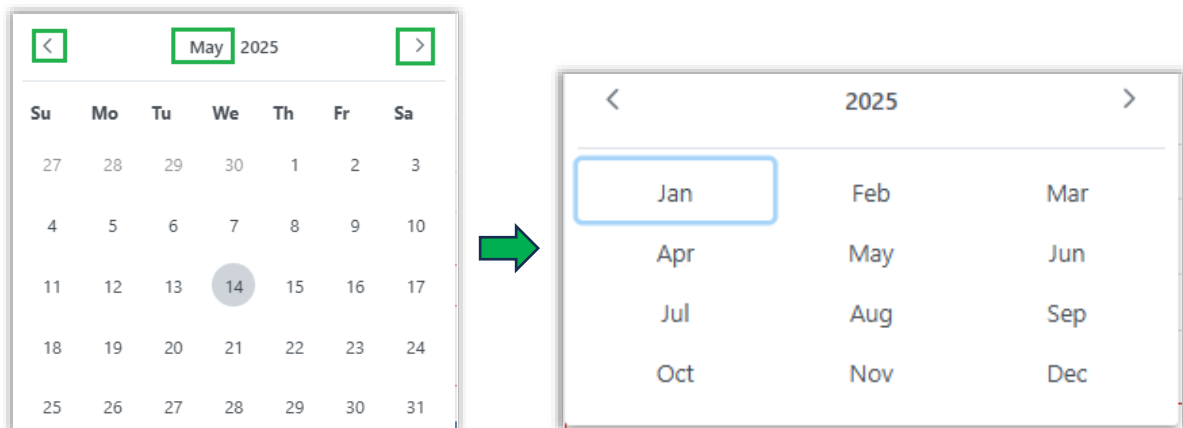 < May 2025 >
Su Mo Tu We Th Fr Sa
27 28 29 30 1 2 3
4 5 6 7 8 9 10
11 12 13 14 15 16 17
18 19 20 21 22 23 24
25 26 27 28 29 30 31
< 2025 >
Jan Feb Mar
Apr May Jun
Jul Aug Sep
Oct Nov Dec